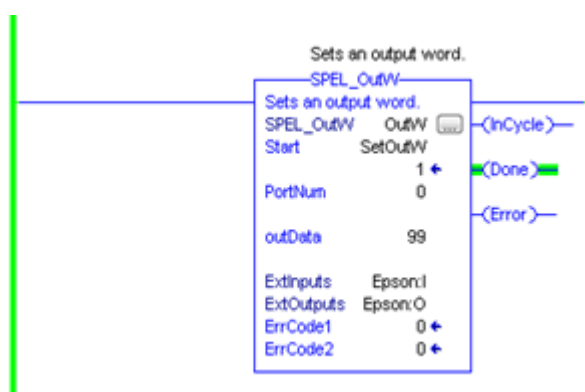 Sets an output word.
SPEL_OutW
Sets an output word.
SPEL_OutW OutW ...
(InCycle)
Start SetOutW
1
(Done)
PortNum 0
(Error)
outData 99
ExtInputs Epson:I
ExtOutputs Epson:O
ErrCode1 0
ErrCode2 0